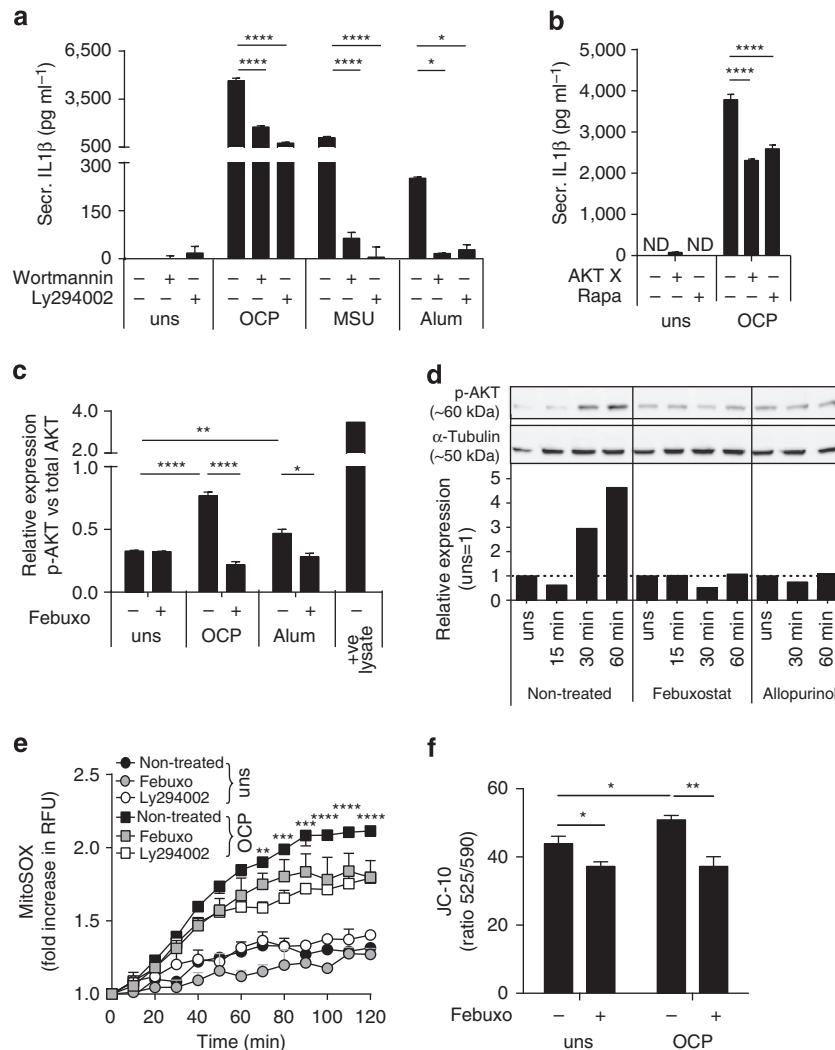 a
6,500
3,500
500
300
150
0
Secr. IL1β (pg ml⁻¹)
**** ****
****
**** ****
* *
Wortmannin – + – – + – – + – – + –
Ly294002 – – + – – + – – + – – +
uns OCP MSU Alum
b
5,000
4,000
3,000
2,000
1,000
0
Secr. IL1β (pg ml⁻¹)
****
****
ND ND
AKT X – + – – + –
Rapa – – + – – +
uns OCP
c
4.0
2.0
1.0
0.5
0.0
Relative expression
p-AKT vs total AKT
**
**** **** *
Febuxo – + – + – + –
uns OCP Alum +ve lysate
d
p-AKT
(~60 kDa)
α-Tubulin
(~50 kDa)
5
4
3
2
1
0
Relative expression
(uns=1)
uns 15 min 30 min 60 min uns 15 min 30 min 60 min uns 30 min 60 min
Non-treated Febuxostat Allopurinol
e
Non-treated
Febuxo
Ly294002
uns
Non-treated
Febuxo
Ly294002
OCP
2.5
2.0
1.5
1.0
MitoSOX
(fold increase in RFU)
** *** *** **** **** ****
0 20 40 60 80 100 120
Time (min)
f
60
40
20
0
JC-10
(ratio 525/590)
* **
*
Febuxo – + – +
uns OCP